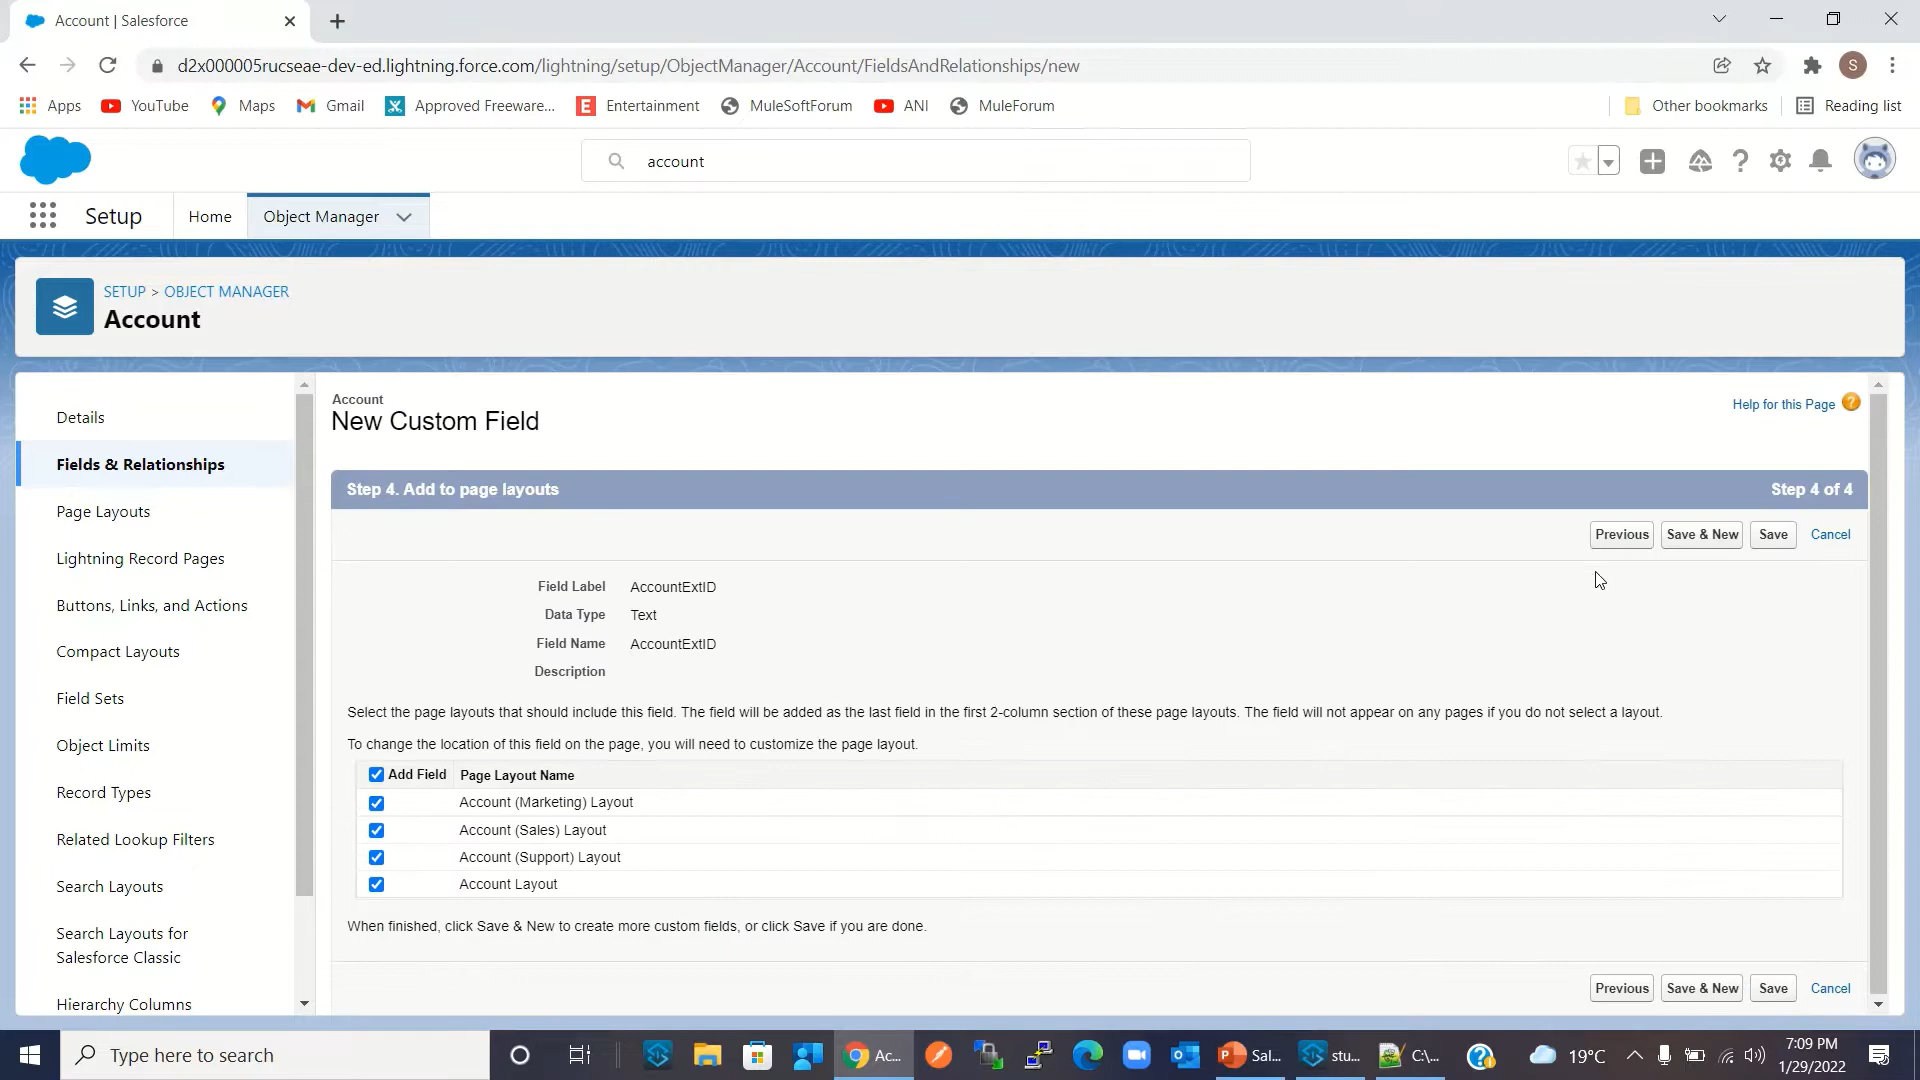 Account | Salesforce
d2x000005rucseae-dev-ed.lightning.force.com/lightning/setup/ObjectManager/Account/FieldsAndRelationships/new
S
Apps YouTube Maps Gmail Approved Freeware... Entertainment MuleSoftForum ANI MuleForum Other bookmarks Reading list
account
Setup Home Object Manager
SETUP > OBJECT MANAGER
Account
Details
Fields & Relationships
Page Layouts
Lightning Record Pages
Buttons, Links, and Actions
Compact Layouts
Field Sets
Object Limits
Record Types
Related Lookup Filters
Search Layouts
Search Layouts for
Salesforce Classic
Hierarchy Columns
Account
New Custom Field
Help for this Page
Step 4. Add to page layouts Step 4 of 4
Previous Save & New Save Cancel
Field Label AccountExtID
Data Type Text
Field Name AccountExtID
Description
Select the page layouts that should include this field. The field will be added as the last field in the first 2-column section of these page layouts. The field will not appear on any pages if you do not select a layout.
To change the location of this field on the page, you will need to customize the page layout.
Add Field Page Layout Name
Account (Marketing) Layout
Account (Sales) Layout
Account (Support) Layout
Account Layout
When finished, click Save & New to create more custom fields, or click Save if you are done.
Previous Save & New Save Cancel
Type here to search
Ac...
Sal...
stu...
C:\...
19°C
7:09 PM
1/29/2022